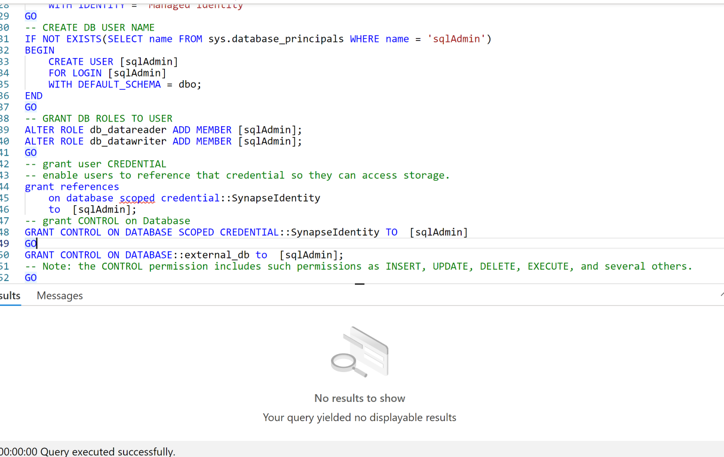 WITH IDENTITY = 'Managed Identity'
29 GO
30 -- CREATE DB USER NAME
31 IF NOT EXISTS(SELECT name FROM sys.database_principals WHERE name = 'sqlAdmin')
32 BEGIN
33 CREATE USER [sqlAdmin]
34 FOR LOGIN [sqlAdmin]
35 WITH DEFAULT_SCHEMA = dbo;
36 END
37 GO
38 -- GRANT DB ROLES TO USER
39 ALTER ROLE db_datareader ADD MEMBER [sqlAdmin];
40 ALTER ROLE db_datawriter ADD MEMBER [sqlAdmin];
41 GO
42 -- grant user CREDENTIAL
43 -- enable users to reference that credential so they can access storage.
44 grant references
45 on database scoped credential::SynapseIdentity
46 to [sqlAdmin];
47 -- grant CONTROL on Database
48 GRANT CONTROL ON DATABASE SCOPED CREDENTIAL::SynapseIdentity TO [sqlAdmin]
49 GO
50 GRANT CONTROL ON DATABASE::external_db to [sqlAdmin];
51 -- Note: the CONTROL permission includes such permissions as INSERT, UPDATE, DELETE, EXECUTE, and several others.
52 GO
sults Messages
No results to show
Your query yielded no displayable results
00:00:00 Query executed successfully.